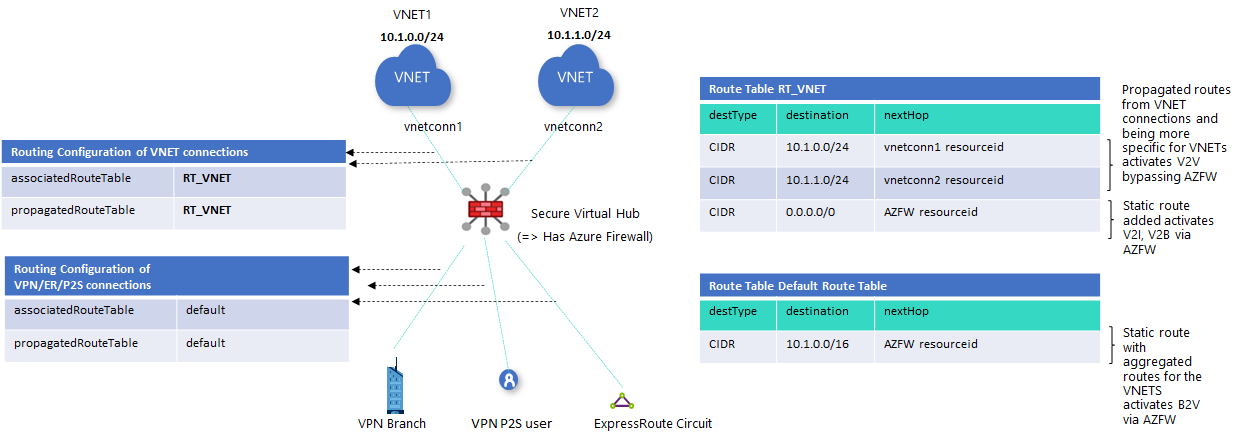 VNET1
10.1.0.0/24
VNET2
10.1.1.0/24
VNET
VNET
vnetconn1
vnetconn2
Routing Configuration of VNET connections
associatedRouteTable RT_VNET
propagatedRouteTable RT_VNET
Secure Virtual Hub
(=> Has Azure Firewall)
Routing Configuration of
VPN/ER/P2S connections
associatedRouteTable default
propagatedRouteTable default
VPN Branch
VPN P2S user
ExpressRoute Circuit
Route Table RT_VNET
destType destination nextHop
CIDR 10.1.0.0/24 vnetconn1 resourceid
CIDR 10.1.1.0/24 vnetconn2 resourceid
CIDR 0.0.0.0/0 AZFW resourceid
Propagated routes
from VNET
connections and
being more
specific for VNETs
activates V2V
bypassing AZFW
Static route
added activates
V2I, V2B via
AZFW
Route Table Default Route Table
destType destination nextHop
CIDR 10.1.0.0/16 AZFW resourceid
Static route
with
aggregated
routes for the
VNETS
activates B2V
via AZFW